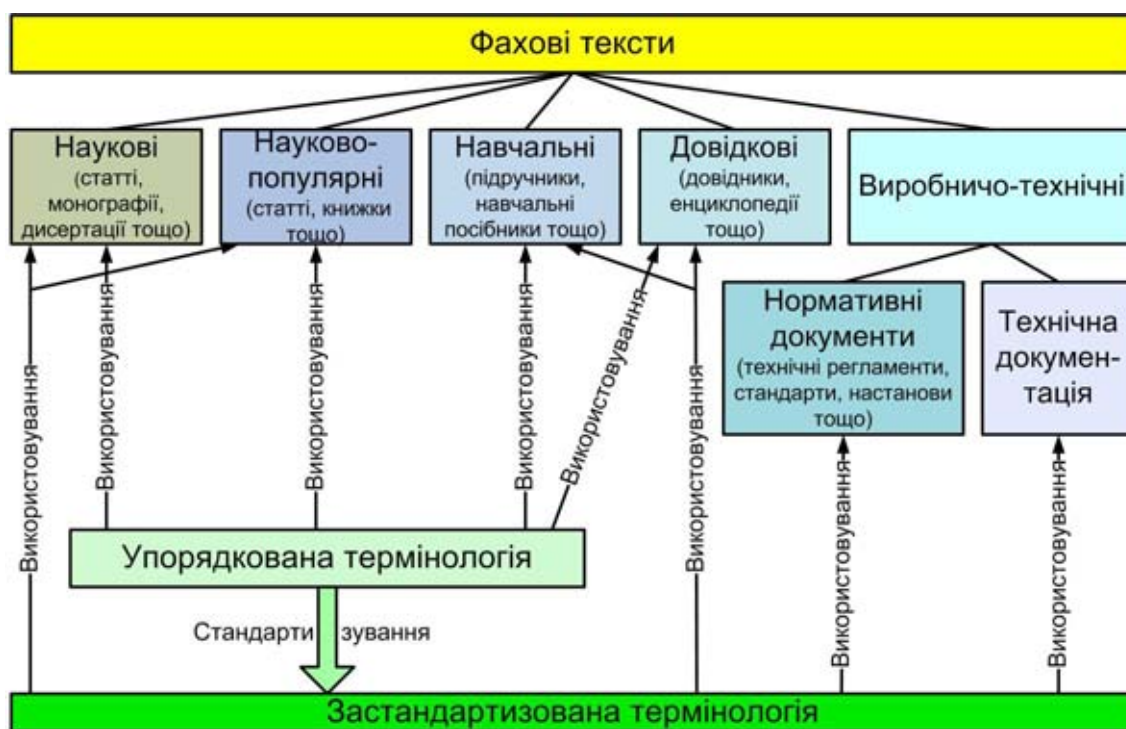 Фахові тексти
Наукові
(статті,
монографії,
дисертації тощо)
Науково-
популярні
(статті, книжки
тощо)
Навчальні
(підручники,
навчальні
посібники тощо)
Довідкові
(довідники,
енциклопедії
тощо)
Виробничо-технічні
Нормативні
документи
(технічні регламенти,
стандарти, настанови
тощо)
Технічна
докумен-
тація
Використовування
Використовування
Використовування
Використовування
Використовування
Використовування
Використовування
Використовування
Упорядкована термінологія
Стандарти зування
Застандартизована термінологія